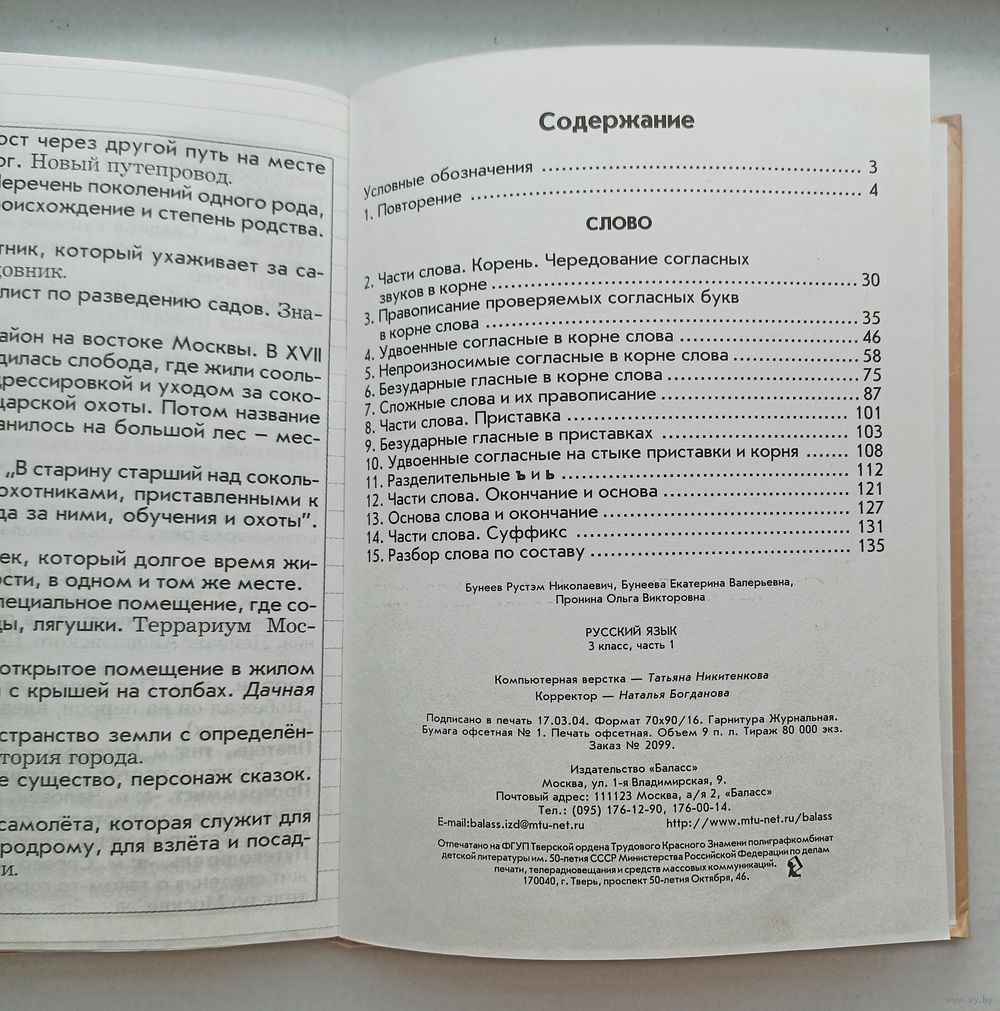 ост через другой путь на месте
ог. Новый путепровод.
Перечень поколений одного рода,
оисхождение и степень родства.
тник, который ухаживает за са-
довник.
лист по разведению садов. Зна-
айон на востоке Москвы. В XVII
дилась слобода, где жили сооль-
дрессировкой и уходом за соко-
царской охоты. Потом название
анилось на большой лес – мес-
„В старину старший над соколь-
охотниками, приставленными к
да за ними, обучения и охоты".
ек, который долгое время жи-
ости, в одном и том же месте.
пециальное помещение, где со-
ды, лягушки. Террариум Мос-
открытое помещение в жилом
и с крышей на столбах. Дачная
странство земли с определён-
тория города.
е существо, персонаж сказок.
самолёта, которая служит для
родрому, для взлёта и посад-
и.
Содержание
Условные обозначения ........ 3
1. Повторение ........ 4
СЛОВО
2. Части слова. Корень. Чередование согласных
звуков в корне ........ 30
3. Правописание проверяемых согласных букв
в корне слова ........ 35
4. Удвоенные согласные в корне слова ........ 46
5. Непроизносимые согласные в корне слова ........ 58
6. Безударные гласные в корне слова ........ 75
7. Сложные слова и их правописание ........ 87
8. Части слова. Приставка ........ 101
9. Безударные гласные в приставках ........ 103
10. Удвоенные согласные на стыке приставки и корня ....... 108
11. Разделительные ъ и ь ........ 112
12. Части слова. Окончание и основа ........ 121
13. Основа слова и окончание ........ 127
14. Части слова. Суффикс ........ 131
15. Разбор слова по составу ........ 135
Бунеев Рустэм Николаевич, Бунеева Екатерина Валерьевна,
Пронина Ольга Викторовна
РУССКИЙ ЯЗЫК
3 класс, часть 1
Компьютерная верстка — Татьяна Никитенкова
Корректор — Наталья Богданова
Подписано в печать 17.03.04. Формат 70х90/16. Гарнитура Журнальная.
Бумага офсетная № 1. Печать офсетная. Объем 9 п. л. Тираж 80 000 экз.
Заказ № 2099.
Издательство «Баласс»
Москва, ул. 1-я Владимирская, 9.
Почтовый адрес: 111123 Москва, а/я 2, «Баласс»
Тел.: (095) 176-12-90, 176-00-14.
E-mail:balass.izd@mtu-net.ru http://www.mtu-net.ru/balass
Отпечатано на ФГУП Тверской ордена Трудового Красного Знамени полиграфкомбинат
детской литературы им. 50-летия СССР Министерства Российской Федерации по делам
печати, телерадиовещания и средств массовых коммуникаций.
170040, г. Тверь, проспект 50-летия Октября, 46.
www.ay.by